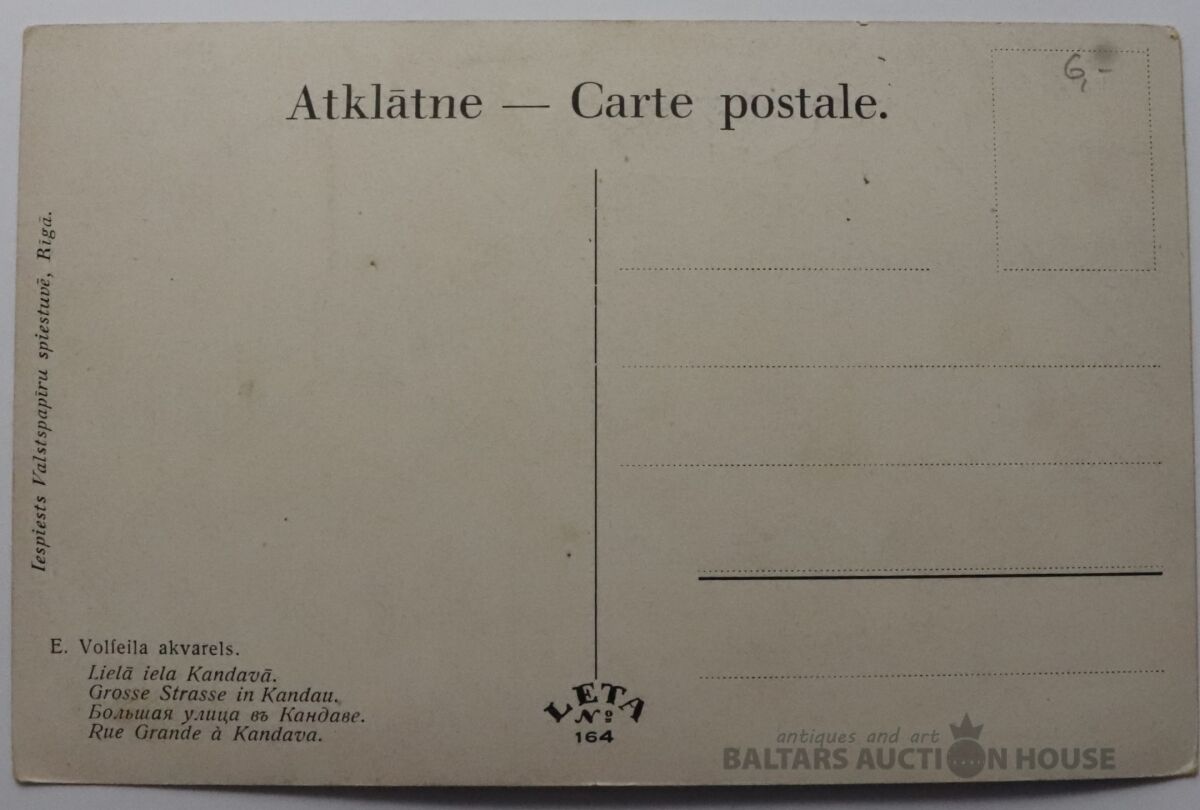 Atklātne — Carte postale.
6,-
Iespiests Valstspapīru spiestuvē, Rīgā.
E. Volfeila akvarels.
Lielā iela Kandavā.
Grosse Strasse in Kandau.
Большая улица въ Кандаве.
Rue Grande à Kandava.
LETA
№
164
antiques and art
BALTARS AUCTION HOUSE